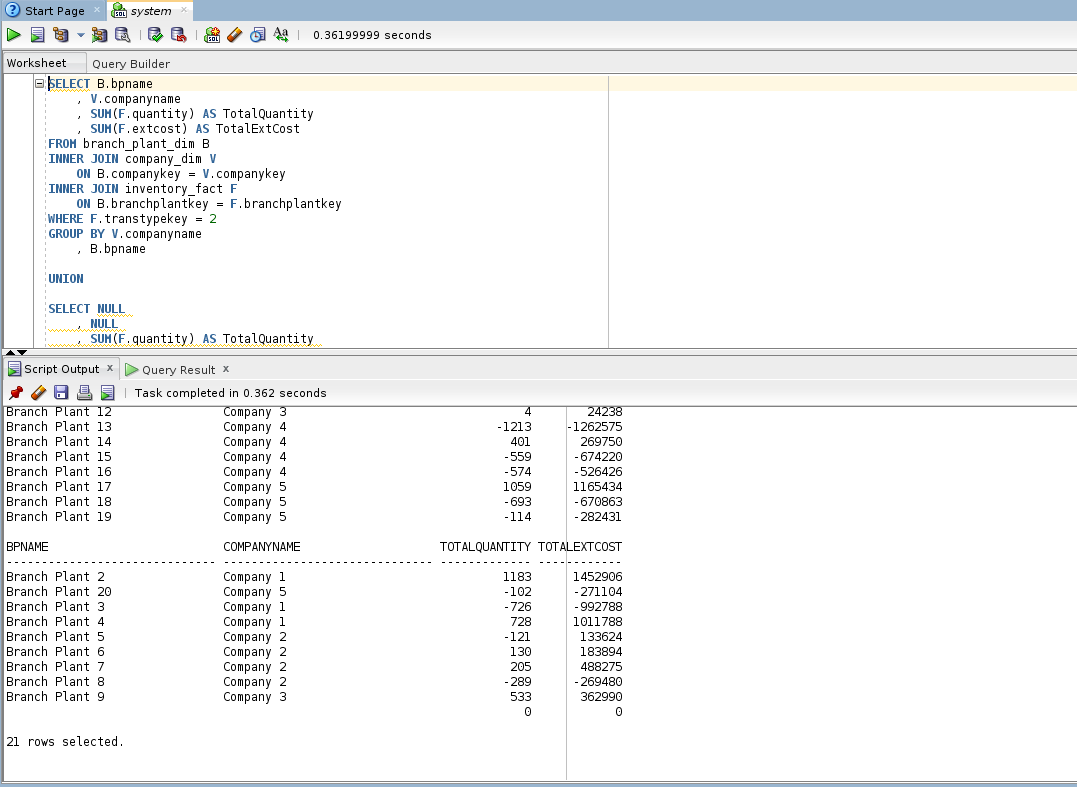 Start Page
system
0.36199999 seconds
Worksheet Query Builder
SELECT B.bpname
, V.companyname
, SUM(F.quantity) AS TotalQuantity
, SUM(F.extcost) AS TotalExtCost
FROM branch_plant_dim B
INNER JOIN company_dim V
ON B.companykey = V.companykey
INNER JOIN inventory_fact F
ON B.branchplantkey = F.branchplantkey
WHERE F.transtypekey = 2
GROUP BY V.companyname
, B.bpname
UNION
SELECT NULL
, NULL
, SUM(F.quantity) AS TotalQuantity
Script Output x Query Result x
Task completed in 0.362 seconds
Branch Plant 12 Company 3 4 24238
Branch Plant 13 Company 4 -1213 -1262575
Branch Plant 14 Company 4 401 269750
Branch Plant 15 Company 4 -559 -674220
Branch Plant 16 Company 4 -574 -526426
Branch Plant 17 Company 5 1059 1165434
Branch Plant 18 Company 5 -693 -670863
Branch Plant 19 Company 5 -114 -282431
BPNAME COMPANYNAME TOTALQUANTITY TOTALEXTCOST
------------------------------ ------------------------------ ------------- ------------
Branch Plant 2 Company 1 1183 1452906
Branch Plant 20 Company 5 -102 -271104
Branch Plant 3 Company 1 -726 -992788
Branch Plant 4 Company 1 728 1011788
Branch Plant 5 Company 2 -121 133624
Branch Plant 6 Company 2 130 183894
Branch Plant 7 Company 2 205 488275
Branch Plant 8 Company 2 -289 -269480
Branch Plant 9 Company 3 533 362990
0 0
21 rows selected.